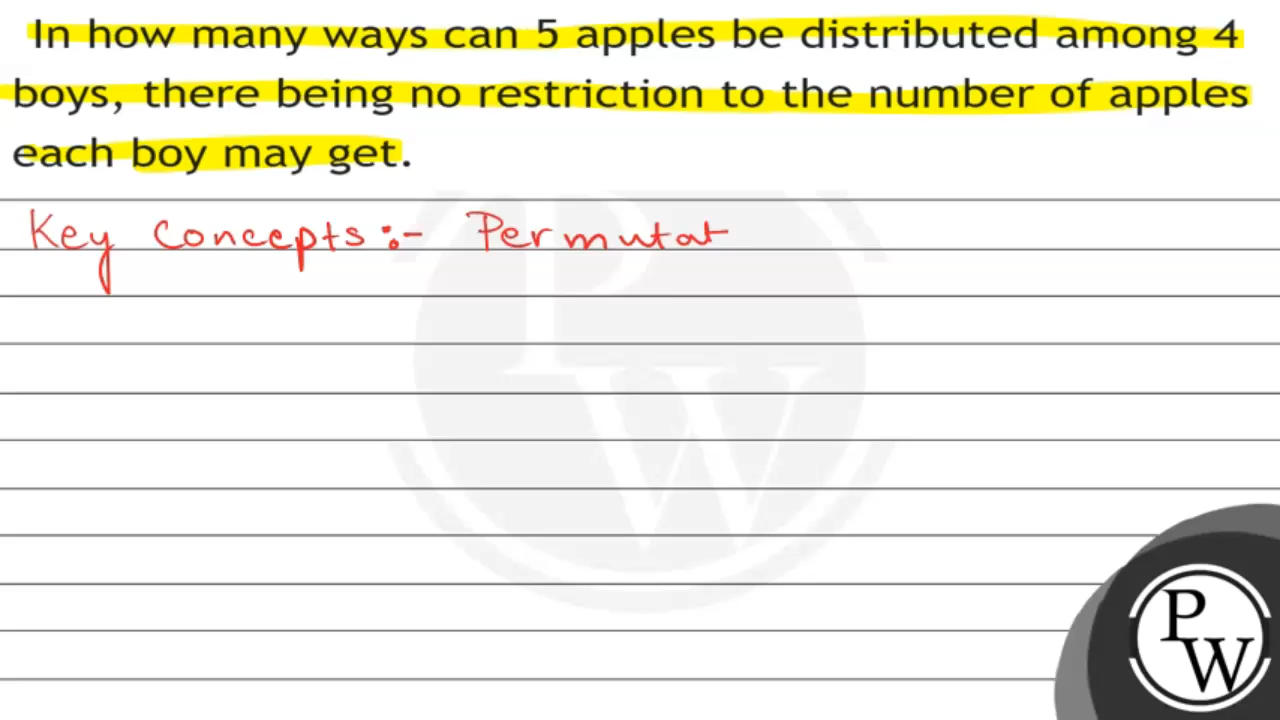 In how many ways can 5 apples be distributed among 4
boys, there being no restriction to the number of apples
each boy may get.
Key Concepts:- Permutat
PW
PW